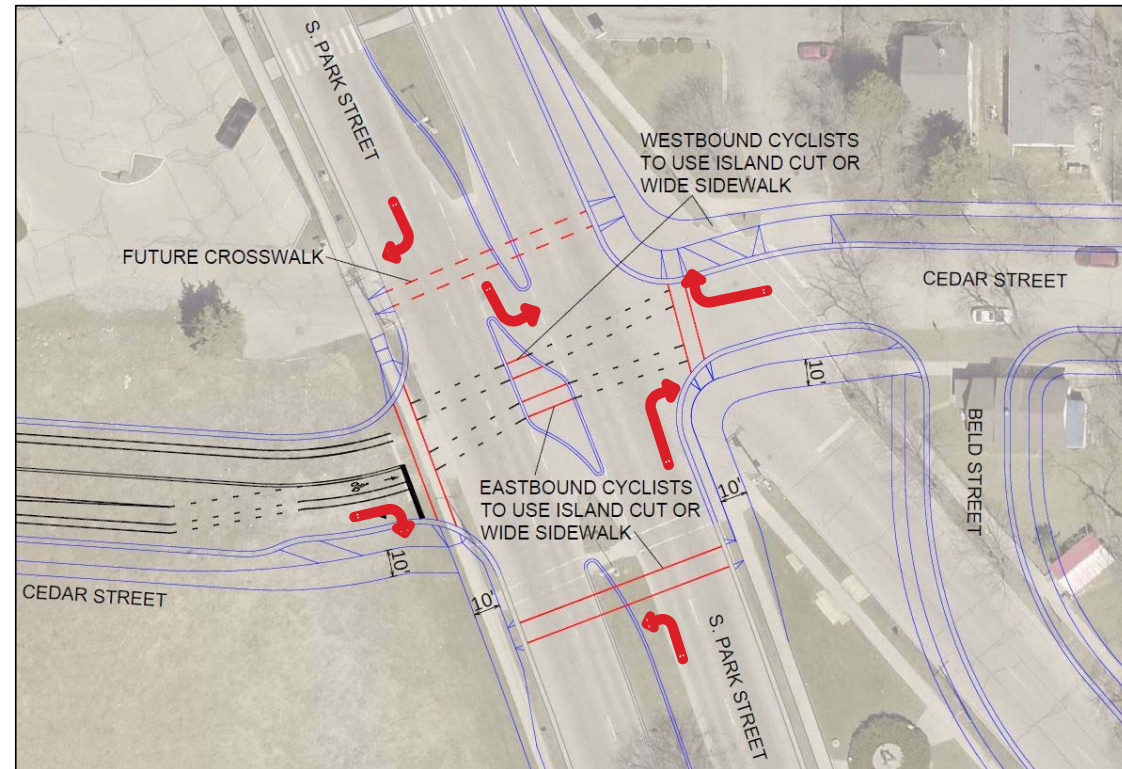 S. PARK STREET
WESTBOUND CYCLISTS
TO USE ISLAND CUT OR
WIDE SIDEWALK
FUTURE CROSSWALK
CEDAR STREET
10'
BELD STREET
EASTBOUND CYCLISTS
TO USE ISLAND CUT OR
WIDE SIDEWALK
10'
10'
CEDAR STREET
10'
S. PARK STREET